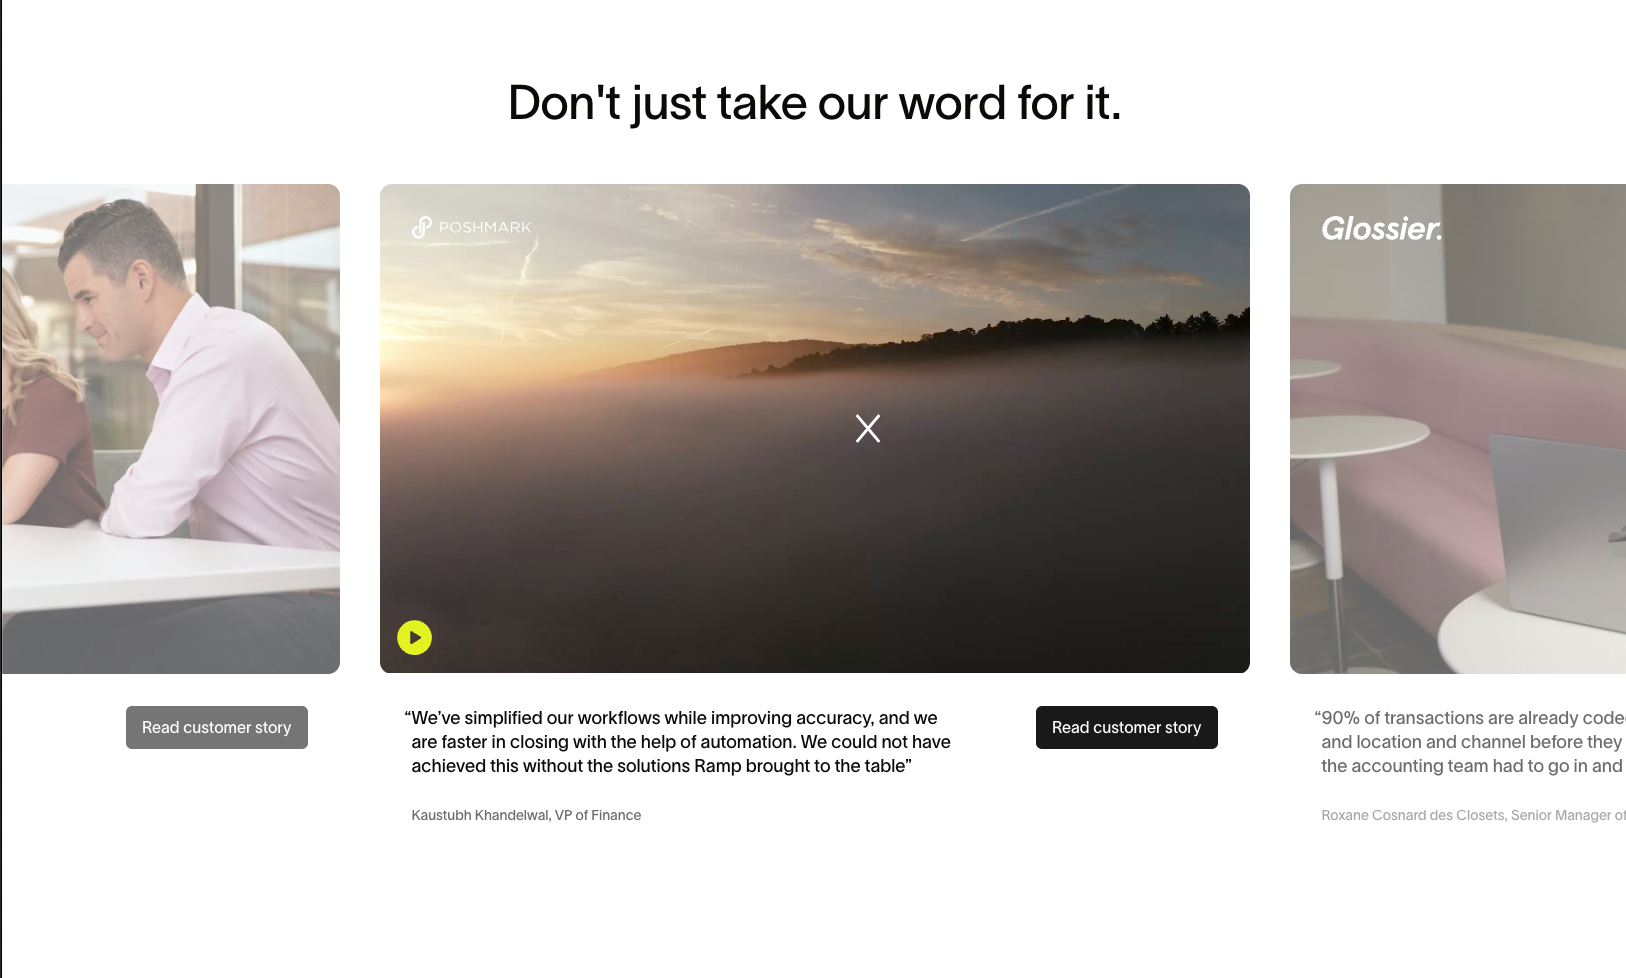 Don't just take our word for it.
POSHMARK
X
Glossier.
Read customer story
“We’ve simplified our workflows while improving accuracy, and we
are faster in closing with the help of automation. We could not have
achieved this without the solutions Ramp brought to the table”
Kaustubh Khandelwal, VP of Finance
Read customer story
“90% of transactions are already
and location and channel before they
the accounting team had to go in and
Roxane Cosnard des Closets, Senior Manager